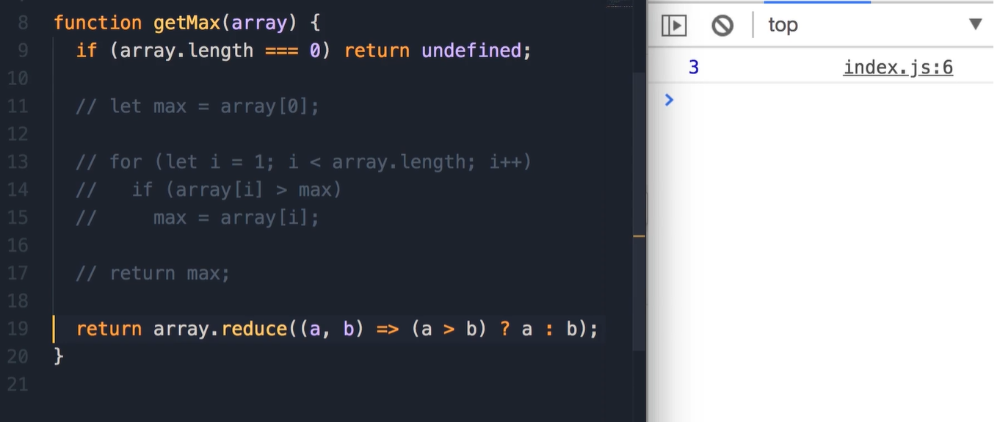 8 function getMax(array) {
9 if (array.length === 0) return undefined;
10
11 // let max = array[0];
12
13 // for (let i = 1; i < array.length; i++)
14 //   if (array[i] > max)
15 //     max = array[i];
16
17 // return max;
18
19 return array.reduce((a, b) => (a > b) ? a : b);
20 }
21
top
3 index.js:6
>